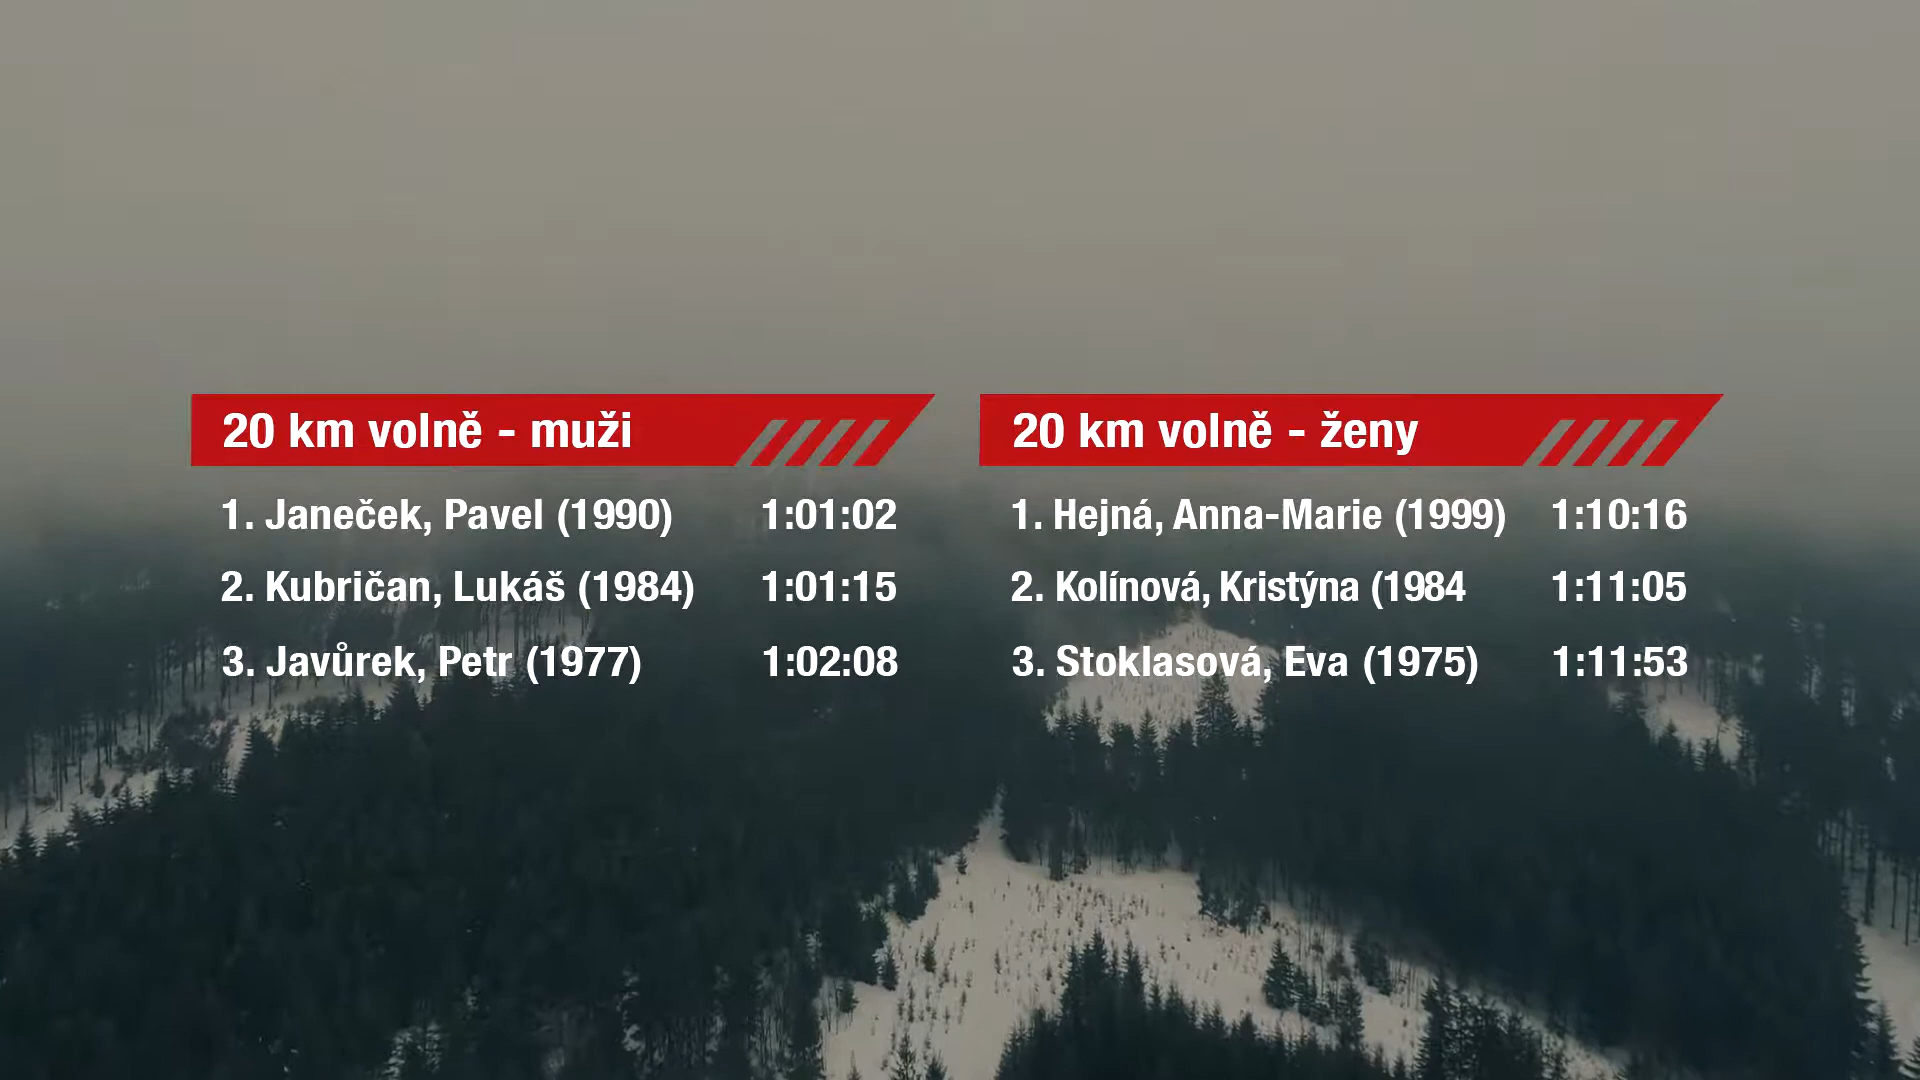 20 km volně - muži
1. Janeček, Pavel (1990) 1:01:02
2. Kubričan, Lukáš (1984) 1:01:15
3. Javůrek, Petr (1977) 1:02:08
20 km volně - ženy
1. Hejná, Anna-Marie (1999) 1:10:16
2. Kolínová, Kristýna (1984 1:11:05
3. Stoklasová, Eva (1975) 1:11:53